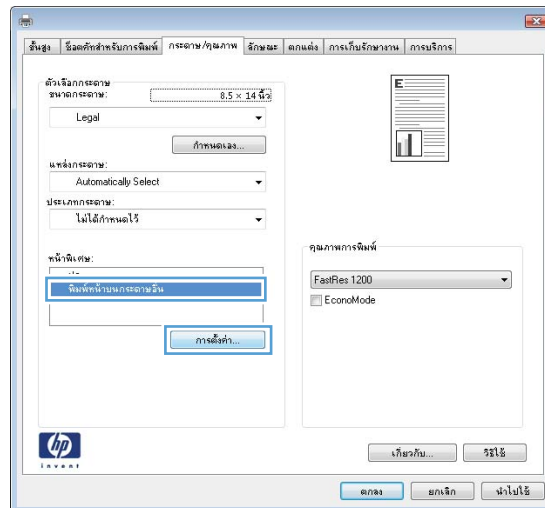 ขั้นสูง ช็อตคัทสำหรับการพิมพ์ กระดาษ/คุณภาพ ลักษณะ ตกแต่ง การเก็บรักษางาน การบริการ
ตัวเลือกกระดาษ
ขนาดกระดาษ: 8.5 × 14 นิ้ว
Legal
กำหนดเอง...
แหล่งกระดาษ:
Automatically Select
ประเภทกระดาษ:
ไม่ได้กำหนดไว้
หน้าพิเศษ:
พิมพ์หน้าบนกระดาษอื่น
การตั้งค่า...
E
คุณภาพการพิมพ์
FastRes 1200
EconoMode
hp
invent
เกี่ยวกับ... วิธีใช้
ตกลง ยกเลิก นำไปใช้